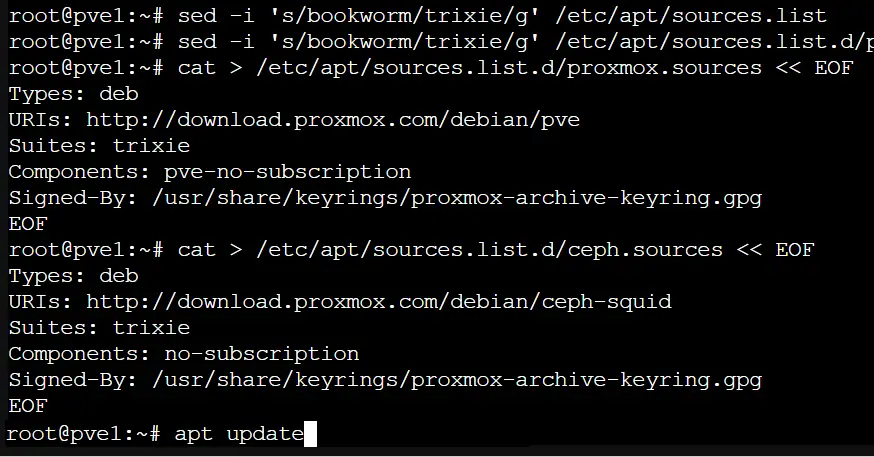 root@pve1:~# sed -i 's/bookworm/trixie/g' /etc/apt/sources.list
root@pve1:~# sed -i 's/bookworm/trixie/g' /etc/apt/sources.list.d/p
root@pve1:~# cat > /etc/apt/sources.list.d/proxmox.sources << EOF
Types: deb
URIs: http://download.proxmox.com/debian/pve
Suites: trixie
Components: pve-no-subscription
Signed-By: /usr/share/keyrings/proxmox-archive-keyring.gpg
EOF
root@pve1:~# cat > /etc/apt/sources.list.d/ceph.sources << EOF
Types: deb
URIs: http://download.proxmox.com/debian/ceph-squid
Suites: trixie
Components: no-subscription
Signed-By: /usr/share/keyrings/proxmox-archive-keyring.gpg
EOF
root@pve1:~# apt update